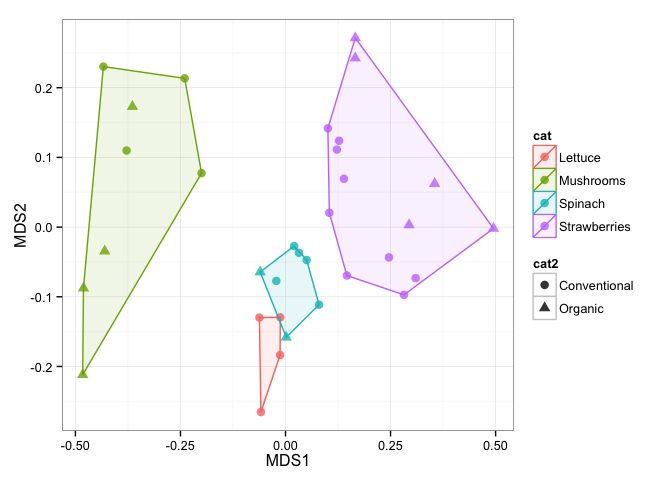 MDS2
0.2
0.1
0.0
-0.1
-0.2
-0.50 -0.25 0.00 0.25 0.50
MDS1
cat
Lettuce
Mushrooms
Spinach
Strawberries
cat2
Conventional
Organic